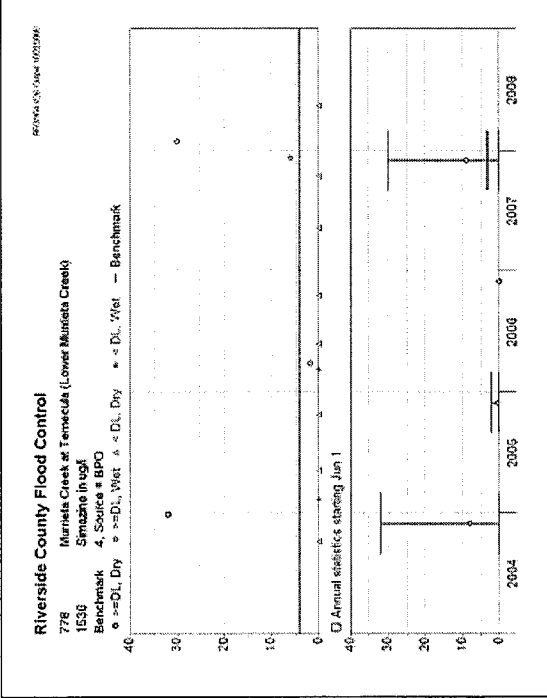 Riverside County Flood Control
778 Murrieta Creek at Temecula (Lower Murrieta Creek)
1530 Simazine in ug/l
Benchmark 4, Source = BPO
>=DL, Dry >=DL, Wet < DL, Dry < DL, Wet — Benchmark
40
30
20
10
0
Annual statistics starting Jun 1
40
30
20
10
0
2004 2005 2006 2007 2008